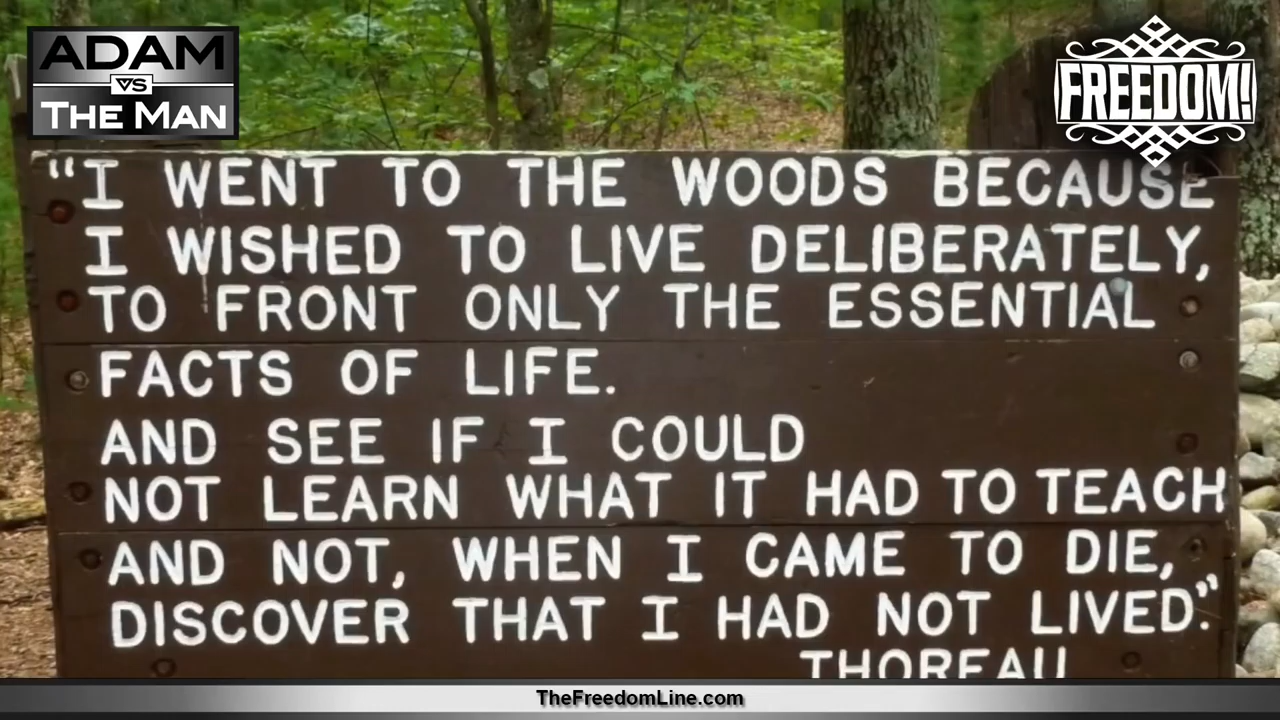 ADAM
VS
THE MAN
FREEDOM!
"I WENT TO THE WOODS BECAUSE
I WISHED TO LIVE DELIBERATELY,
TO FRONT ONLY THE ESSENTIAL
FACTS OF LIFE.
AND SEE IF I COULD
NOT LEARN WHAT IT HAD TO TEACH
AND NOT, WHEN I CAME TO DIE,
DISCOVER THAT I HAD NOT LIVED."
THOREAU
TheFreedomLine.com